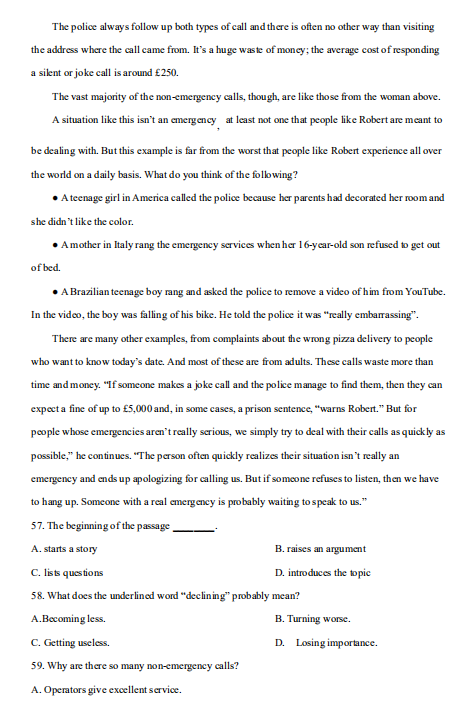 The police always follow up both types of call and there is often no other way than visiting
the address where the call came from. It's a huge waste of money; the average cost of responding
a silent or joke call is around £250.
The vast majority of the non-emergency calls, though, are like those from the woman above.
A situation like this isn't an emergency, at least not one that people like Robert are meant to
be dealing with. But this example is far from the worst that people like Robert experience all over
the world on a daily basis. What do you think of the following?
● A teenage girl in America called the police because her parents had decorated her room and
she didn't like the color.
● A mother in Italy rang the emergency services when her 16-year-old son refused to get out
of bed.
● A Brazilian teenage boy rang and asked the police to remove a video of him from YouTube.
In the video, the boy was falling of his bike. He told the police it was “really embarrassing”.
There are many other examples, from complaints about the wrong pizza delivery to people
who want to know today's date. And most of these are from adults. These calls waste more than
time and money. “If someone makes a joke call and the police manage to find them, then they can
expect a fine of up to £5,000 and, in some cases, a prison sentence, “warns Robert.” But for
people whose emergencies aren't really serious, we simply try to deal with their calls as quickly as
possible,” he continues. “The person often quickly realizes their situation isn't really an
emergency and ends up apologizing for calling us. But if someone refuses to listen, then we have
to hang up. Someone with a real emergency is probably waiting to speak to us.”
57. The beginning of the passage ________.
A. starts a story B. raises an argument
C. lists questions D. introduces the topic
58. What does the underlined word “declining” probably mean?
A.Becoming less. B. Turning worse.
C. Getting useless. D. Losing importance.
59. Why are there so many non-emergency calls?
A. Operators give excellent service.